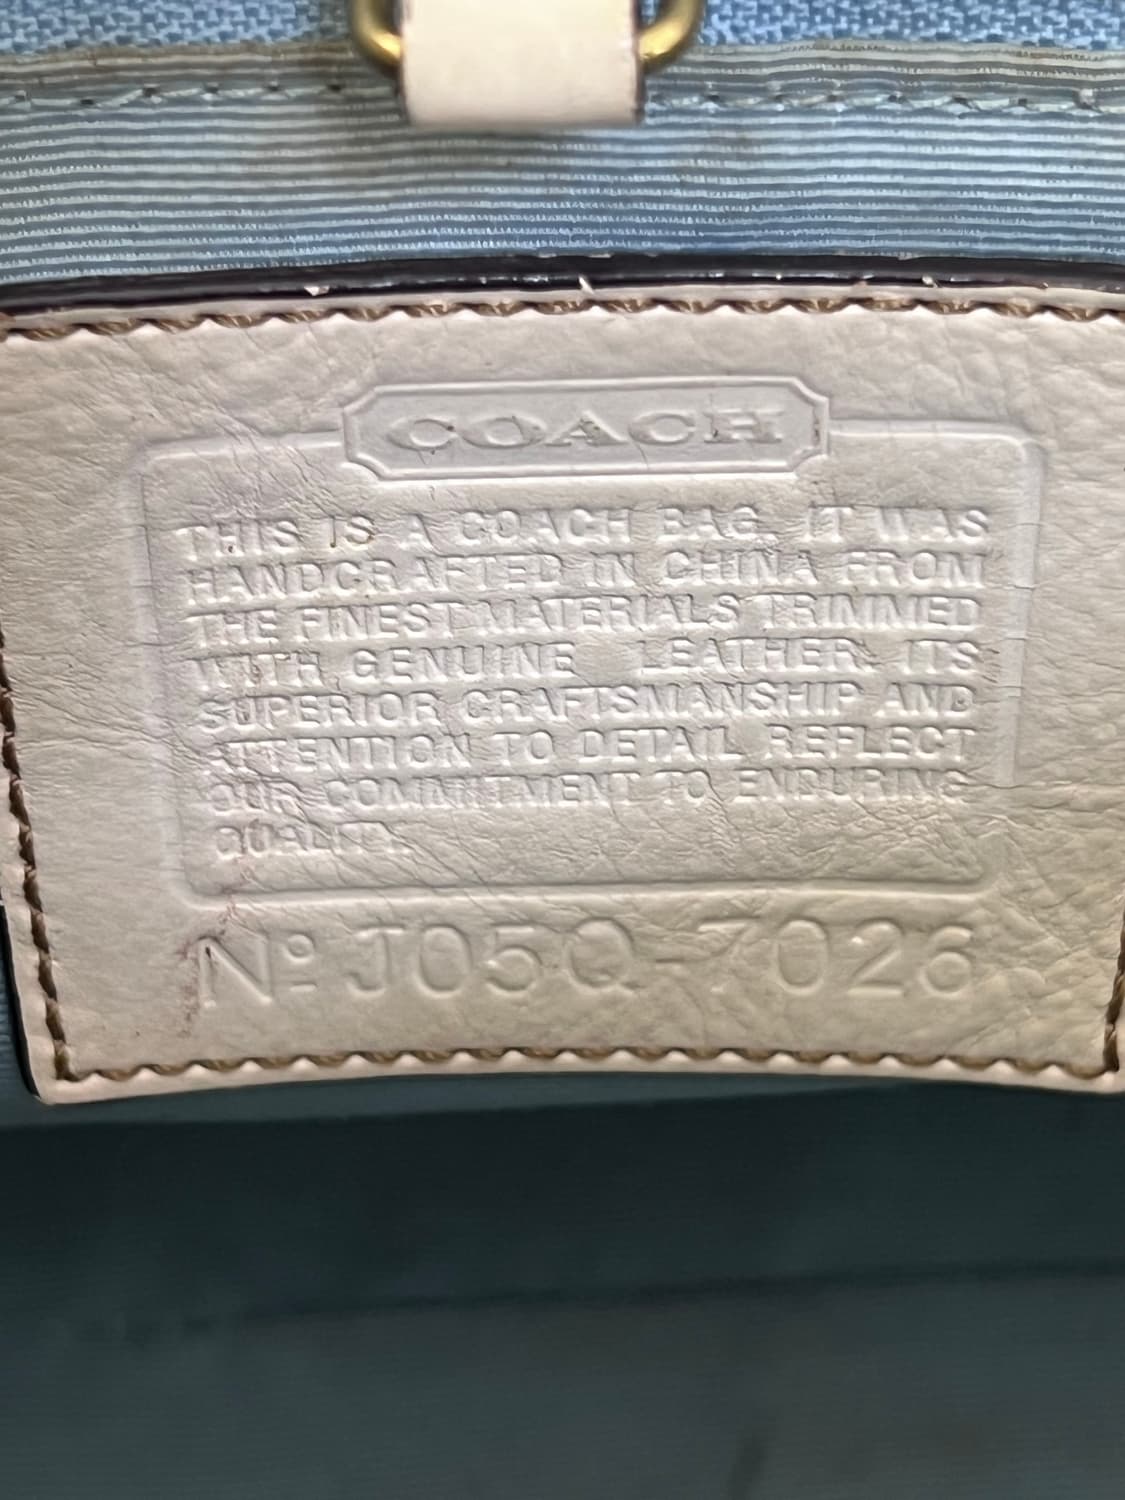 COACH
THIS IS A COACH BAG. IT WAS
HANDCRAFTED IN CHINA FROM
THE FINEST MATERIALS TRIMMED
WITH GENUINE LEATHER. ITS
SUPERIOR CRAFTSMANSHIP AND
ATTENTION TO DETAIL REFLECT
OUR COMMITMENT TO ENDURING
QUALITY.
Nº J05Q-7026